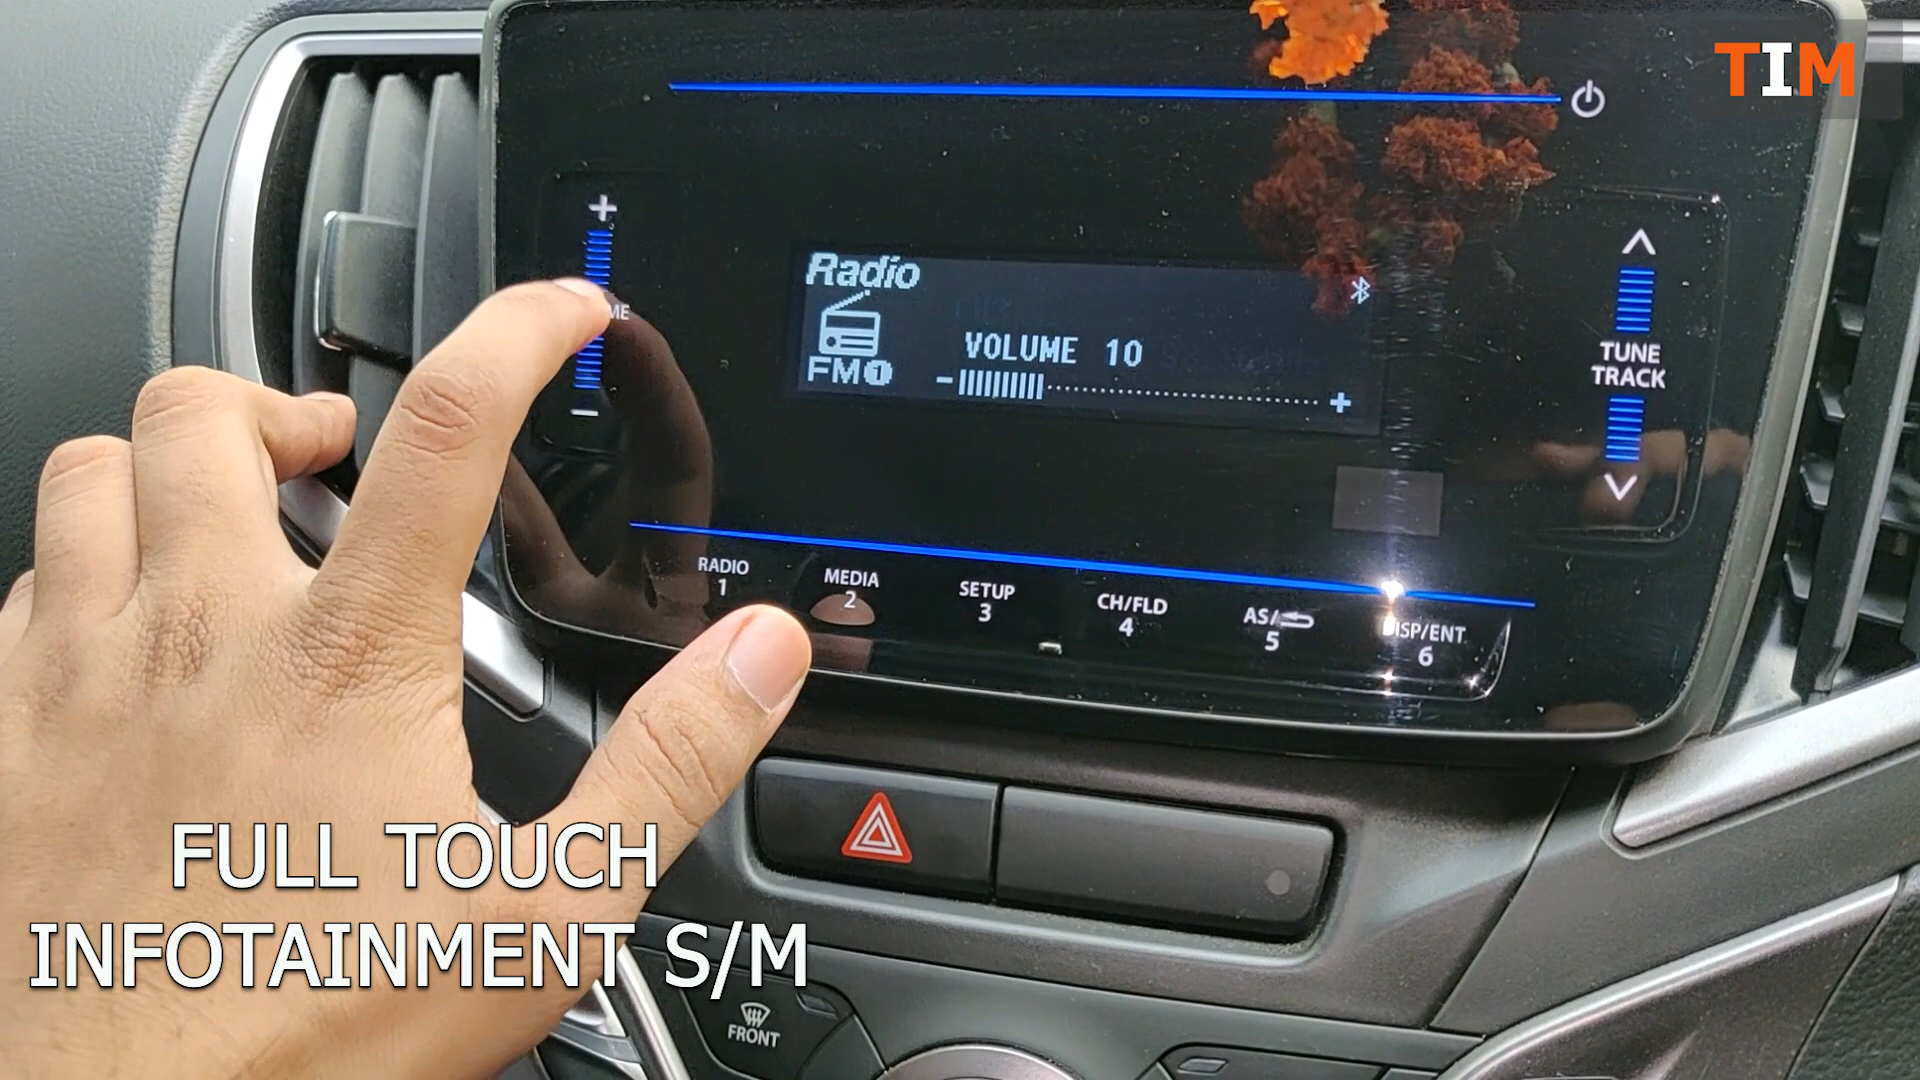 TIM
+
ME
−
Radio
FM1
VOLUME 10
- +
TUNE
TRACK
RADIO
1
MEDIA
2
SETUP
3
CH/FLD
4
AS/
5
DISP/ENT
6
FRONT
FULL TOUCH
INFOTAINMENT S/M